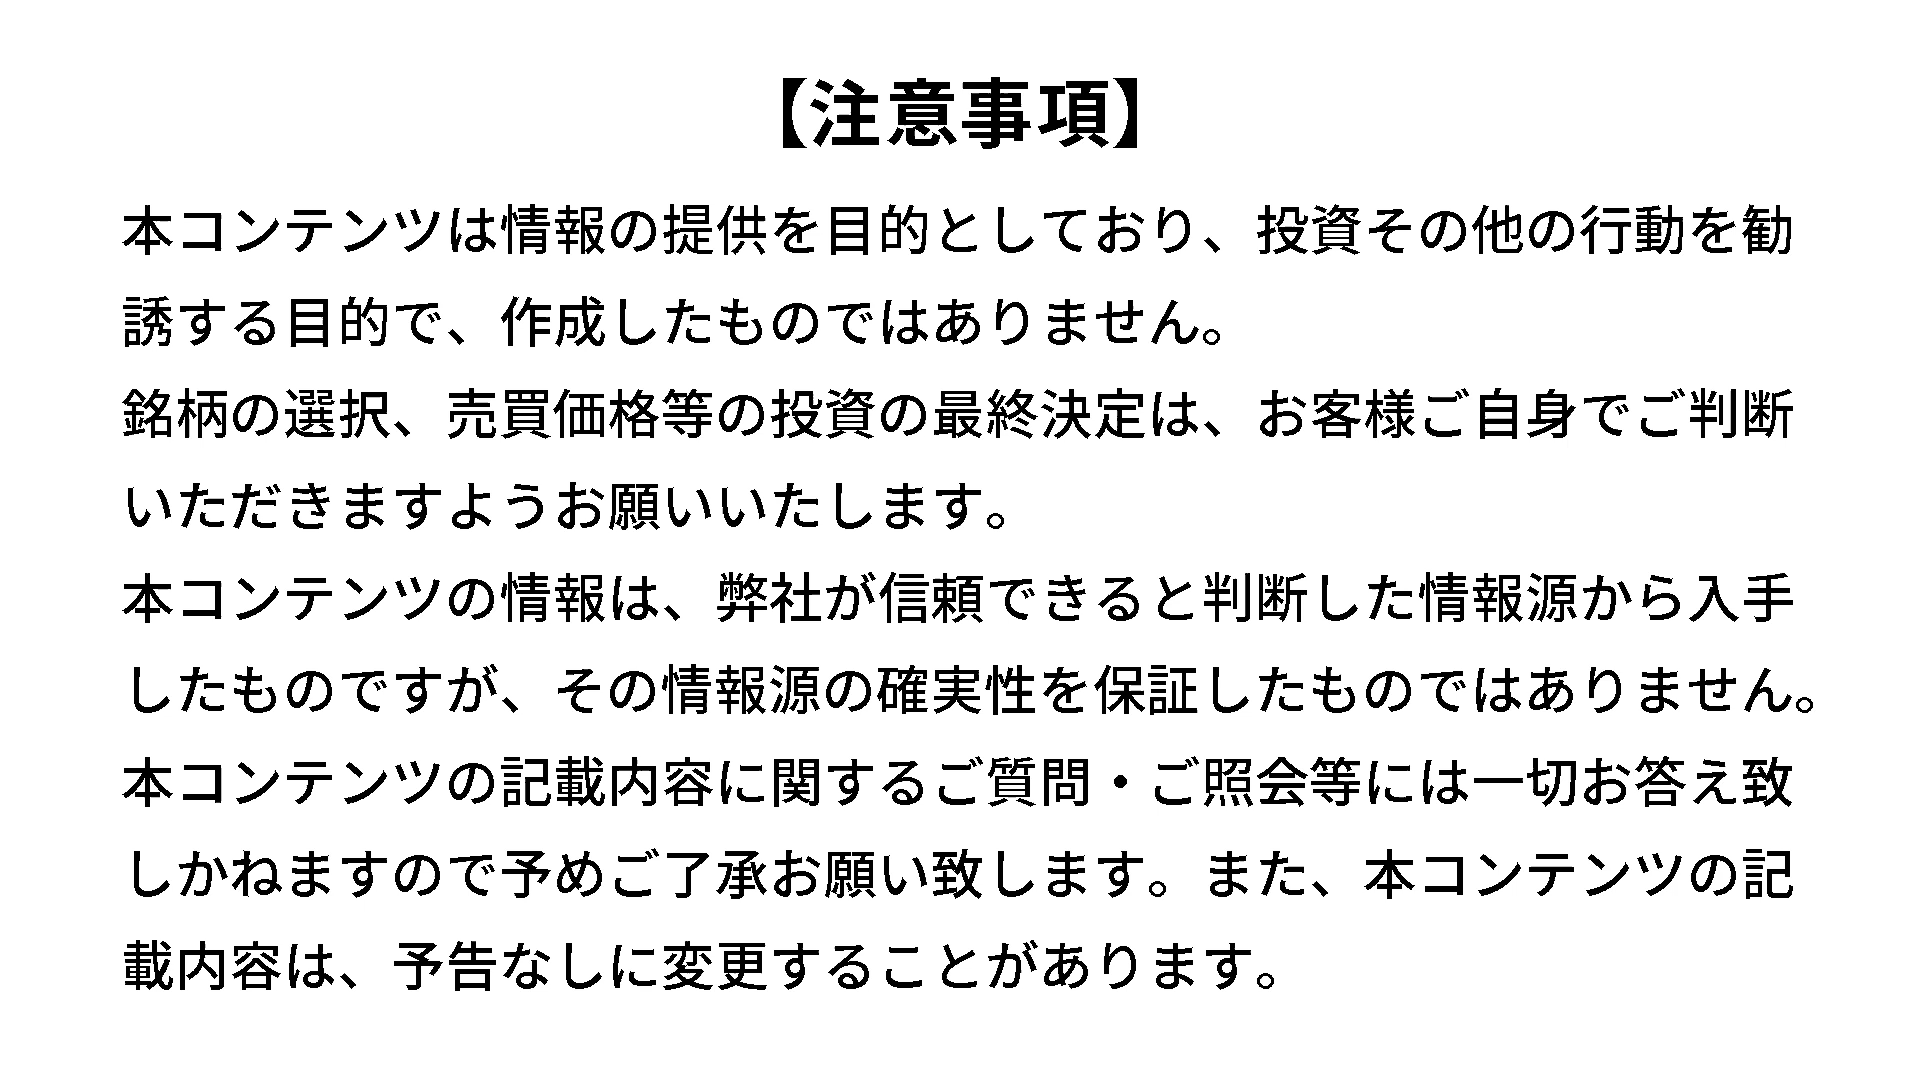 【注意事項】
本コンテンツは情報の提供を目的としており、投資その他の行動を勧
誘する目的で、作成したものではありません。
銘柄の選択、売買価格等の投資の最終決定は、お客様ご自身でご判断
いただきますようお願いいたします。
本コンテンツの情報は、弊社が信頼できると判断した情報源から入手
したものですが、その情報源の確実性を保証したものではありません。
本コンテンツの記載内容に関するご質問・ご照会等には一切お答え致
しかねますので予めご了承お願い致します。また、本コンテンツの記
載内容は、予告なしに変更することがあります。